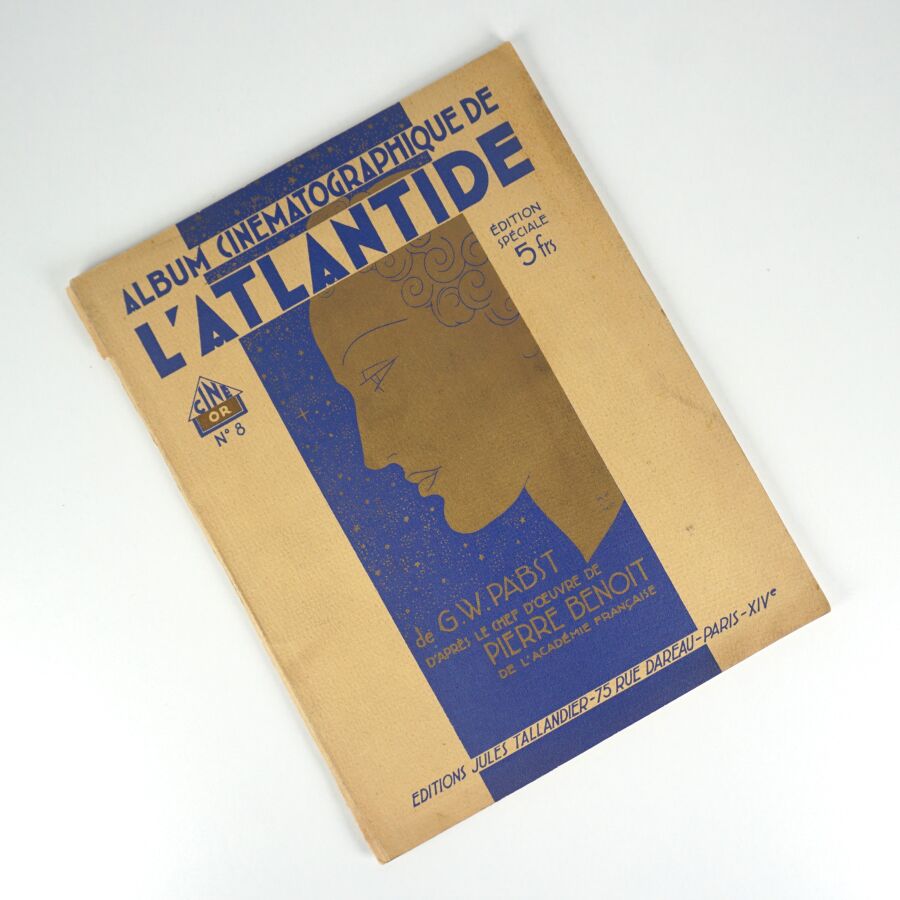 ALBUM CINÉMATOGRAPHIQUE DE
L'ATLANTIDE
ÉDITION
SPÉCIALE
5 frs
CINÉ
OR
N° 8
de G.W. PABST
D'APRÈS LE CHEF D'ŒUVRE DE
PIERRE BENOIT
DE L'ACADÉMIE FRANÇAISE
EDITIONS JULES TALLANDIER-75 RUE DAREAU-PARIS-XIVe